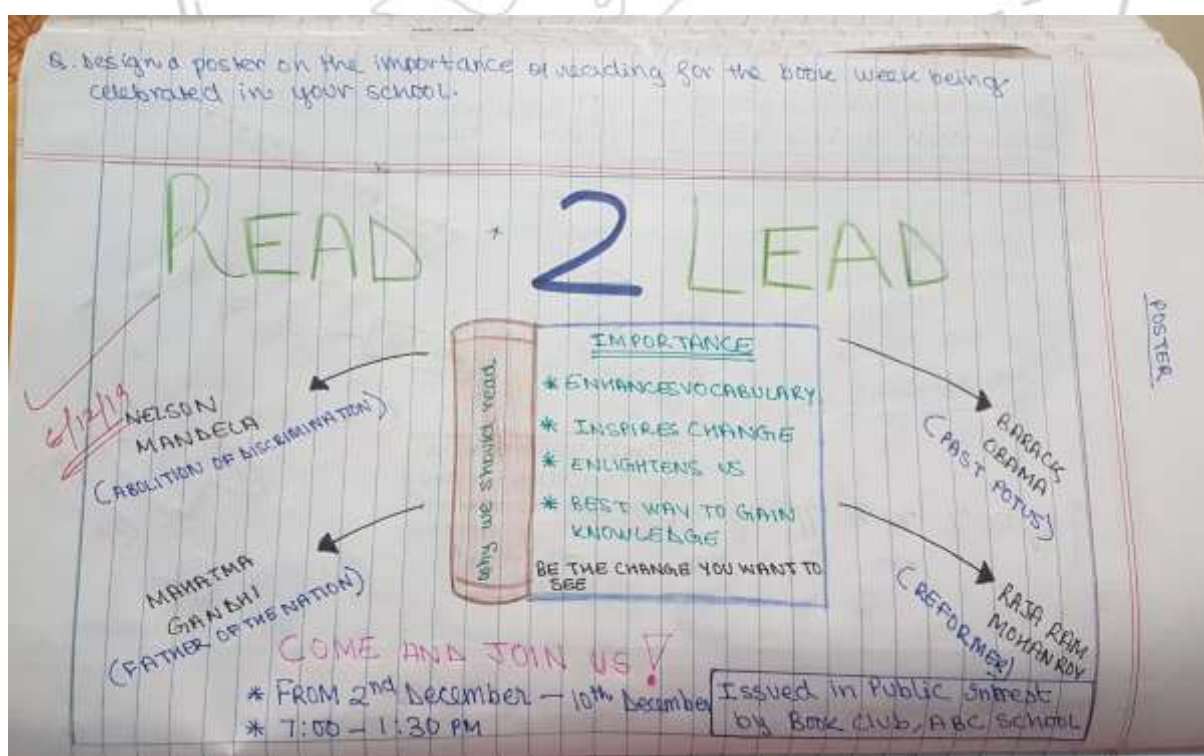 Q. Design a poster on the importance of reading for the book week being
celebrated in your school.
READ 2 LEAD
POSTER
6/12/19
NELSON
MANDELA
(ABOLITION OF DISCRIMINATION)
MAHATMA
GANDHI
(FATHER OF THE NATION)
Why we should read
IMPORTANCE
* ENHANCES VOCABULARY
* INSPIRES CHANGE
* ENLIGHTENS US
* BEST WAY TO GAIN
KNOWLEDGE
BE THE CHANGE YOU WANT TO
SEE
BARACK
OBAMA
(PAST POTUS)
RAJA RAM
MOHAN ROY
(REFORMER)
COME AND JOIN US!
* FROM 2nd December – 10th December
* 7:00 – 1:30 PM
Issued in Public Intrest
by Book Club, ABC School